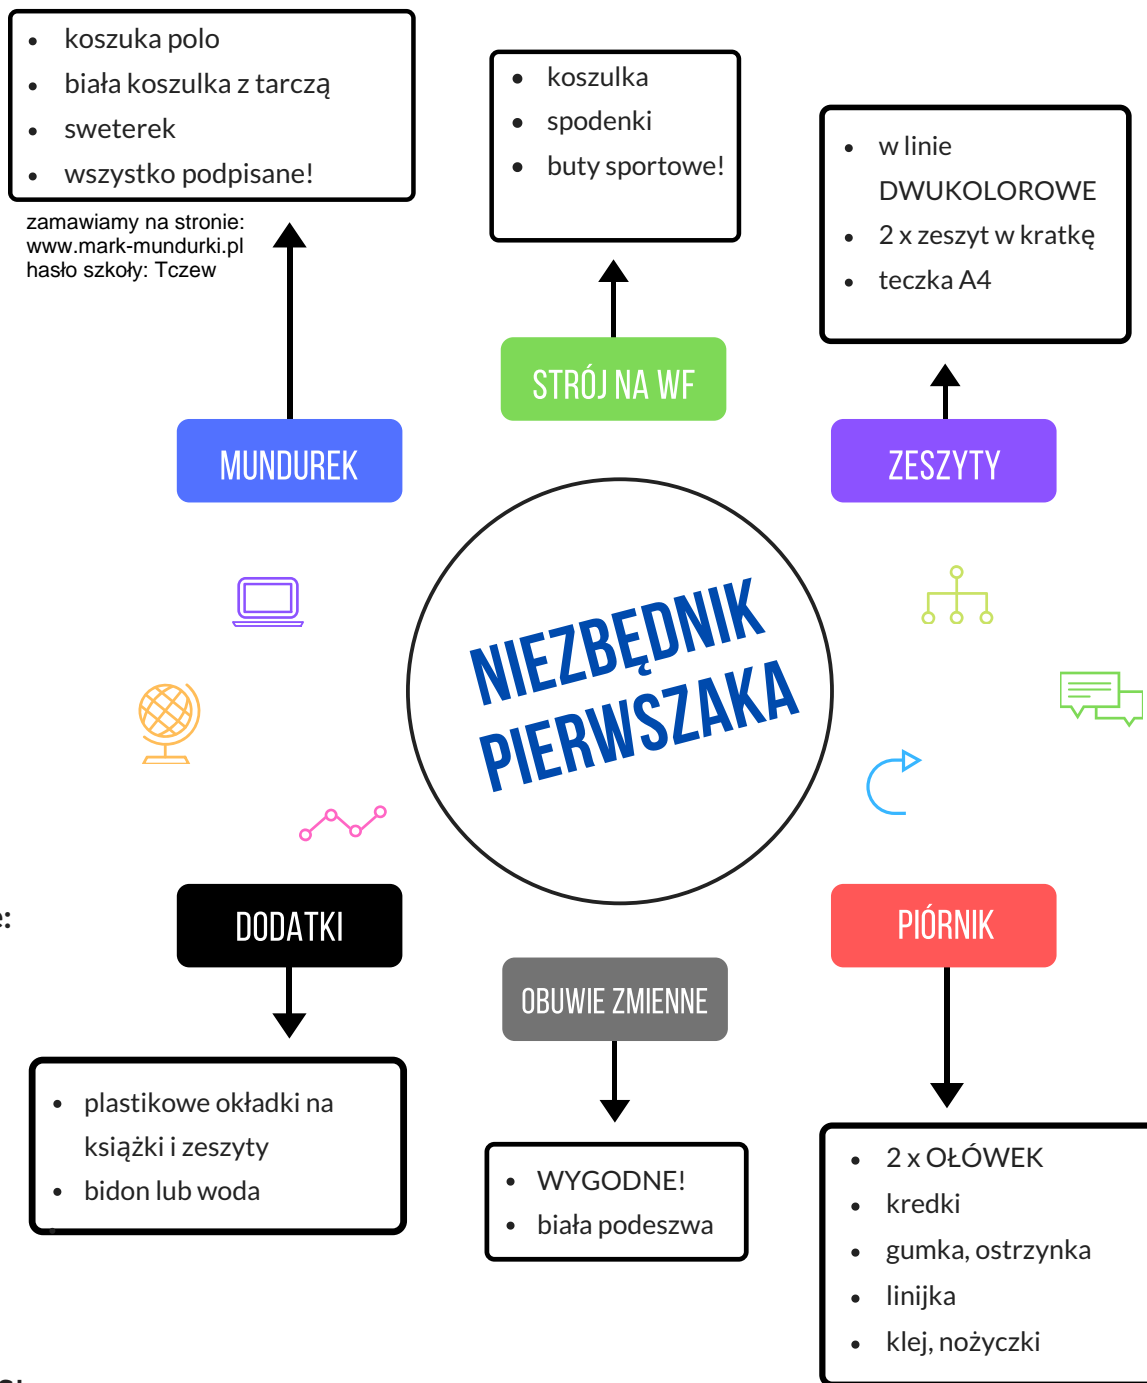 koszuka polo
biała koszulka z tarczą
sweterek
wszystko podpisane!
zamawiamy na stronie:
www.mark-mundurki.pl
hasło szkoły: Tczew
MUNDUREK
koszulka
spodenki
buty sportowe!
STRÓJ NA WF
w linie
DWUKOLOROWE
2 x zeszyt w kratkę
teczka A4
ZESZYTY
NIEZBĘDNIK
PIERWSZAKA
DODATKI
plastikowe okładki na
książki i zeszyty
bidon lub woda
OBUWIE ZMIENNE
WYGODNE!
biała podeszwa
PIÓRNIK
2 x OŁÓWEK
kredki
gumka, ostrzynka
linijka
klej, nożyczki